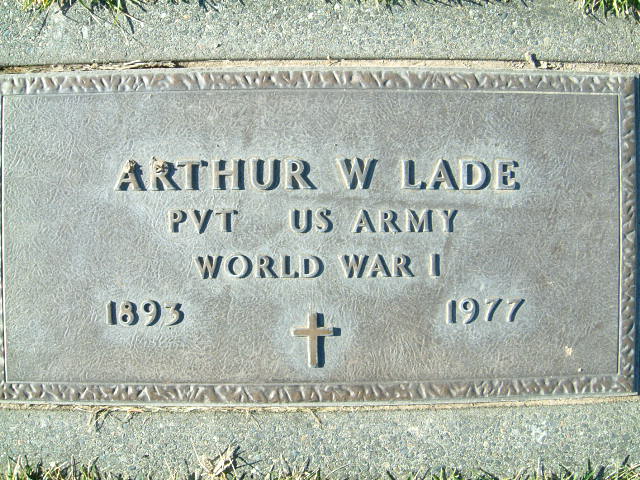 ARTHUR W LADE
PVT US ARMY
WORLD WAR I
1893 1977